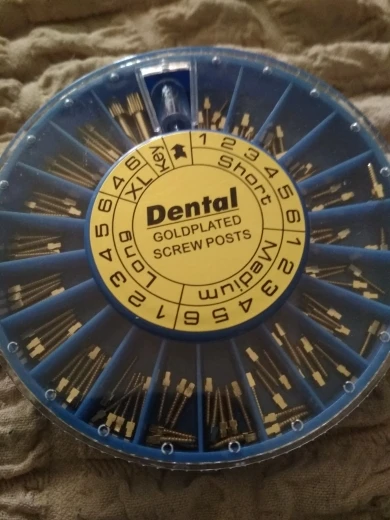 Dental
GOLDPLATED
SCREW POSTS
Key
1 2 3 4 5 6
Short
1 2 3 4 5 6
Medium
1 2 3 4 5 6
Long
4 6
XL